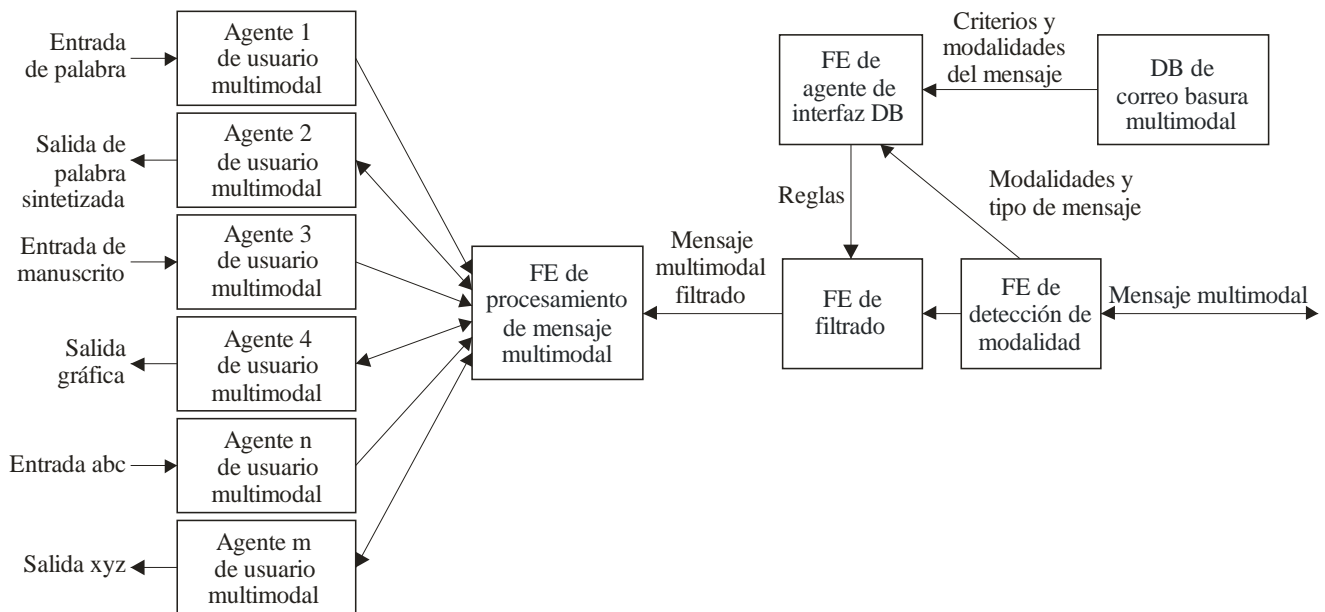 Entrada
de palabra
Agente 1
de usuario
multimodal
Salida de
palabra
sintetizada
Agente 2
de usuario
multimodal
Entrada de
manuscrito
Agente 3
de usuario
multimodal
Salida
gráfica
Agente 4
de usuario
multimodal
Entrada abc
Agente n
de usuario
multimodal
Salida xyz
Agente m
de usuario
multimodal
FE de
procesamiento
de mensaje
multimodal
Mensaje
multimodal
filtrado
FE de
agente de
interfaz DB
Criterios y
modalidades
del mensaje
DB de
correo basura
multimodal
Reglas
Modalidades y
tipo de mensaje
FE de
filtrado
FE de
detección de
modalidad
Mensaje multimodal